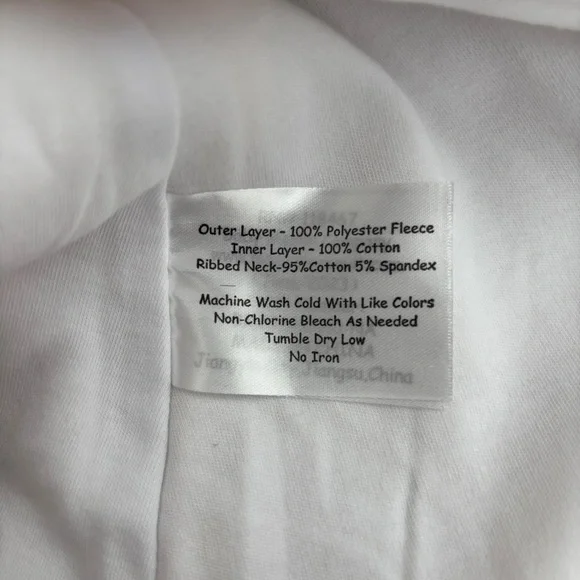 Outer Layer - 100% Polyester Fleece
Inner Layer - 100% Cotton
Ribbed Neck-95%Cotton 5% Spandex
Machine Wash Cold With Like Colors
Non-Chlorine Bleach As Needed
Tumble Dry Low
No Iron
Jiangsu,China